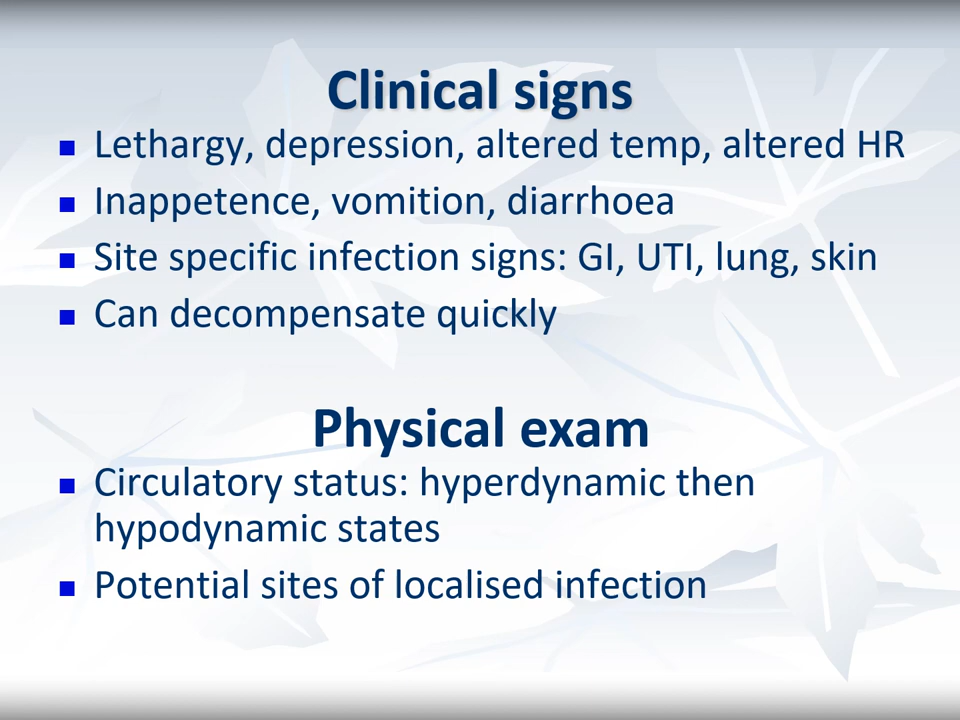 Clinical signs
Lethargy, depression, altered temp, altered HR
Inappetence, vomition, diarrhoea
Site specific infection signs: GI, UTI, lung, skin
Can decompensate quickly
Physical exam
Circulatory status: hyperdynamic then
hypodynamic states
Potential sites of localised infection